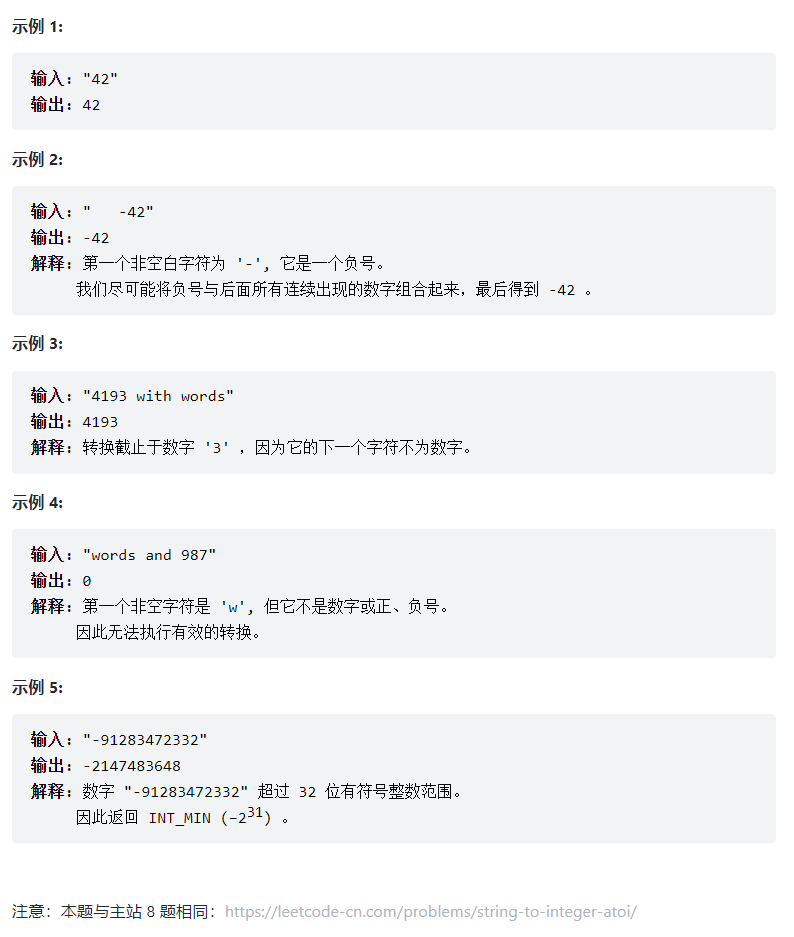 示例 1:
输入: "42"
输出: 42
示例 2:
输入: "   -42"
输出: -42
解释: 第一个非空白字符为 '-', 它是一个负号。
我们尽可能将负号与后面所有连续出现的数字组合起来，最后得到 -42 。
示例 3:
输入: "4193 with words"
输出: 4193
解释: 转换截止于数字 '3' ，因为它的下一个字符不为数字。
示例 4:
输入: "words and 987"
输出: 0
解释: 第一个非空字符是 'w', 但它不是数字或正、负号。
因此无法执行有效的转换。
示例 5:
输入: "-91283472332"
输出: -2147483648
解释: 数字 "-91283472332" 超过 32 位有符号整数范围。
因此返回 INT_MIN (−2³¹) 。
注意：本题与主站 8 题相同：https://leetcode-cn.com/problems/string-to-integer-atoi/